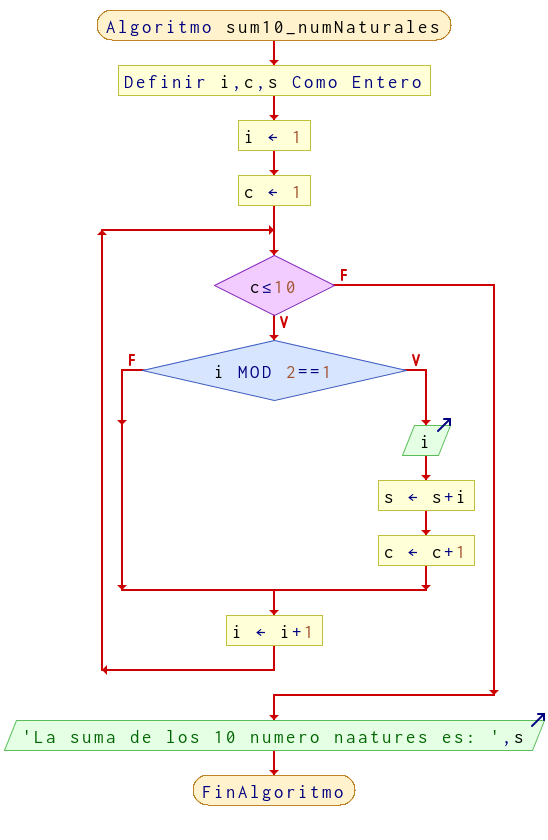 Algoritmo sum10_numNaturales
Definir i,c,s Como Entero
i ← 1
c ← 1
c≤10
F
V
i MOD 2==1
F
V
i
s ← s+i
c ← c+1
i ← i+1
'La suma de los 10 numero naatures es: ',s
FinAlgoritmo